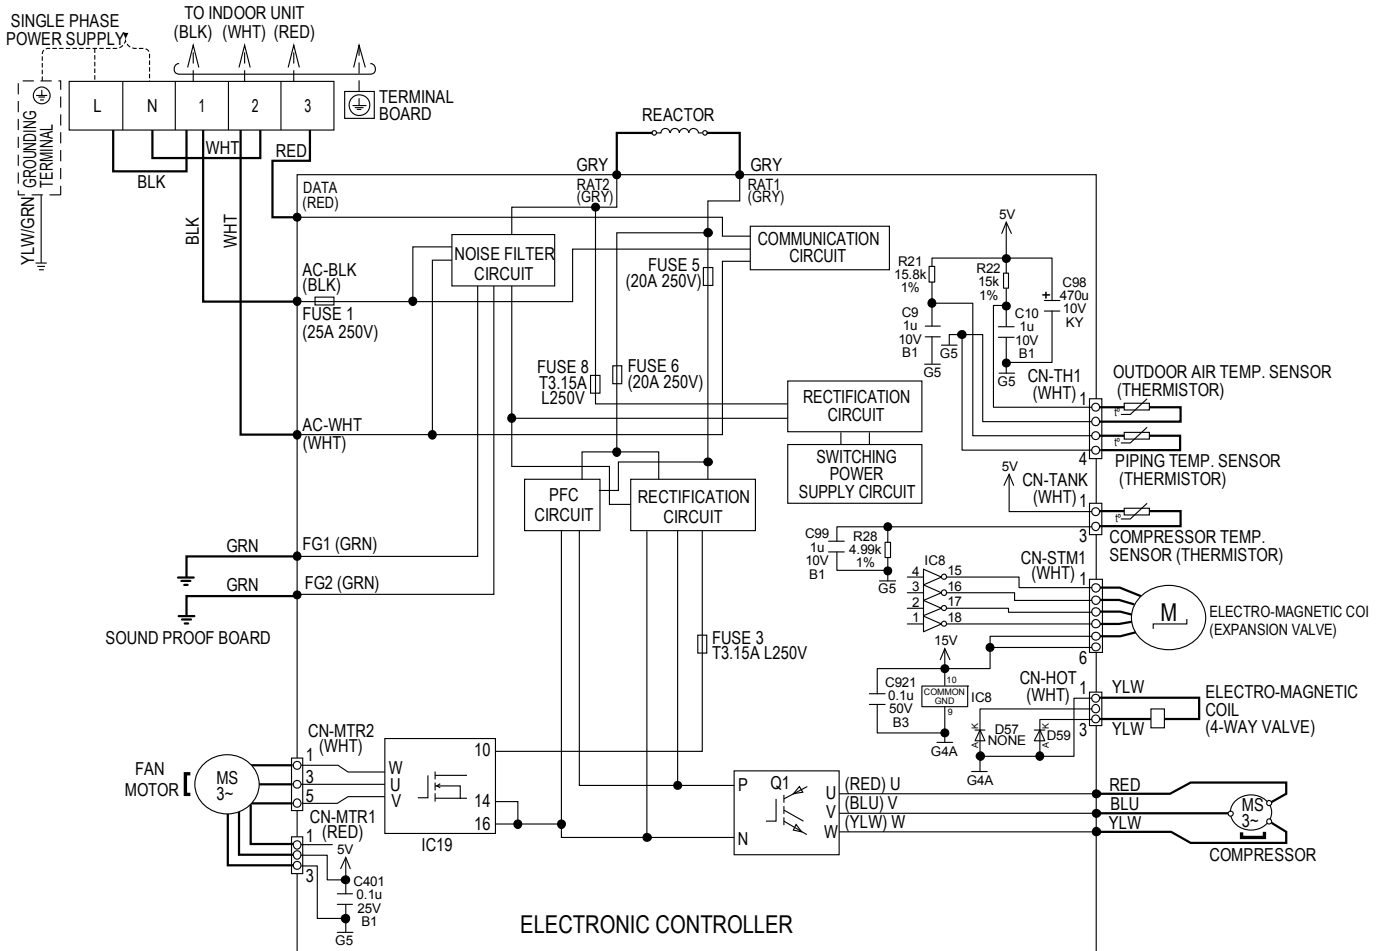 SINGLE PHASE
POWER SUPPLY
TO INDOOR UNIT
(BLK) (WHT) (RED)
L
N
1
2
3
TERMINAL
BOARD
GROUNDING
TERMINAL
YLW/GRN
WHT
RED
BLK
BLK
WHT
REACTOR
GRY
GRY
RAT2
(GRY)
RAT1
(GRY)
DATA
(RED)
NOISE FILTER
CIRCUIT
COMMUNICATION
CIRCUIT
AC-BLK
(BLK)
FUSE 1
(25A 250V)
FUSE 5
(20A 250V)
FUSE 8
T3.15A
L250V
FUSE 6
(20A 250V)
AC-WHT
(WHT)
RECTIFICATION
CIRCUIT
SWITCHING
POWER
SUPPLY CIRCUIT
PFC
CIRCUIT
RECTIFICATION
CIRCUIT
5V
R21
15.8k
1%
R22
15k
1%
C98
+
470u
10V
KY
C9
1u
10V
B1
C10
1u
10V
B1
G5
G5
G5
CN-TH1
(WHT)
1
4
t°
t°
OUTDOOR AIR TEMP. SENSOR
(THERMISTOR)
PIPING TEMP. SENSOR
(THERMISTOR)
5V
CN-TANK
(WHT)
1
3
t°
COMPRESSOR TEMP.
SENSOR (THERMISTOR)
C99
1u
10V
B1
R28
4.99k
1%
G5
GRN
FG1 (GRN)
GRN
FG2 (GRN)
SOUND PROOF BOARD
IC8
4 15
3 16
2 17
1 18
CN-STM1
(WHT)
1
6
M
ELECTRO-MAGNETIC COI
(EXPANSION VALVE)
FUSE 3
T3.15A L250V
15V
C921
0.1u
50V
B3
10
COMMON
GND
9
IC8
G4A
CN-HOT
(WHT)
1
3
YLW
YLW
ELECTRO-MAGNETIC
COIL
(4-WAY VALVE)
A K
D57
NONE
A K
D59
G4A
FAN
MOTOR
MS
3~
CN-MTR2
(WHT)
1
3
5
W
U
V
10
14
16
IC19
CN-MTR1
(RED)
1
3
5V
C401
0.1u
25V
B1
G5
P
N
Q1
U
V
W
(RED) U
(BLU) V
(YLW) W
RED
BLU
YLW
MS
3~
COMPRESSOR
ELECTRONIC CONTROLLER